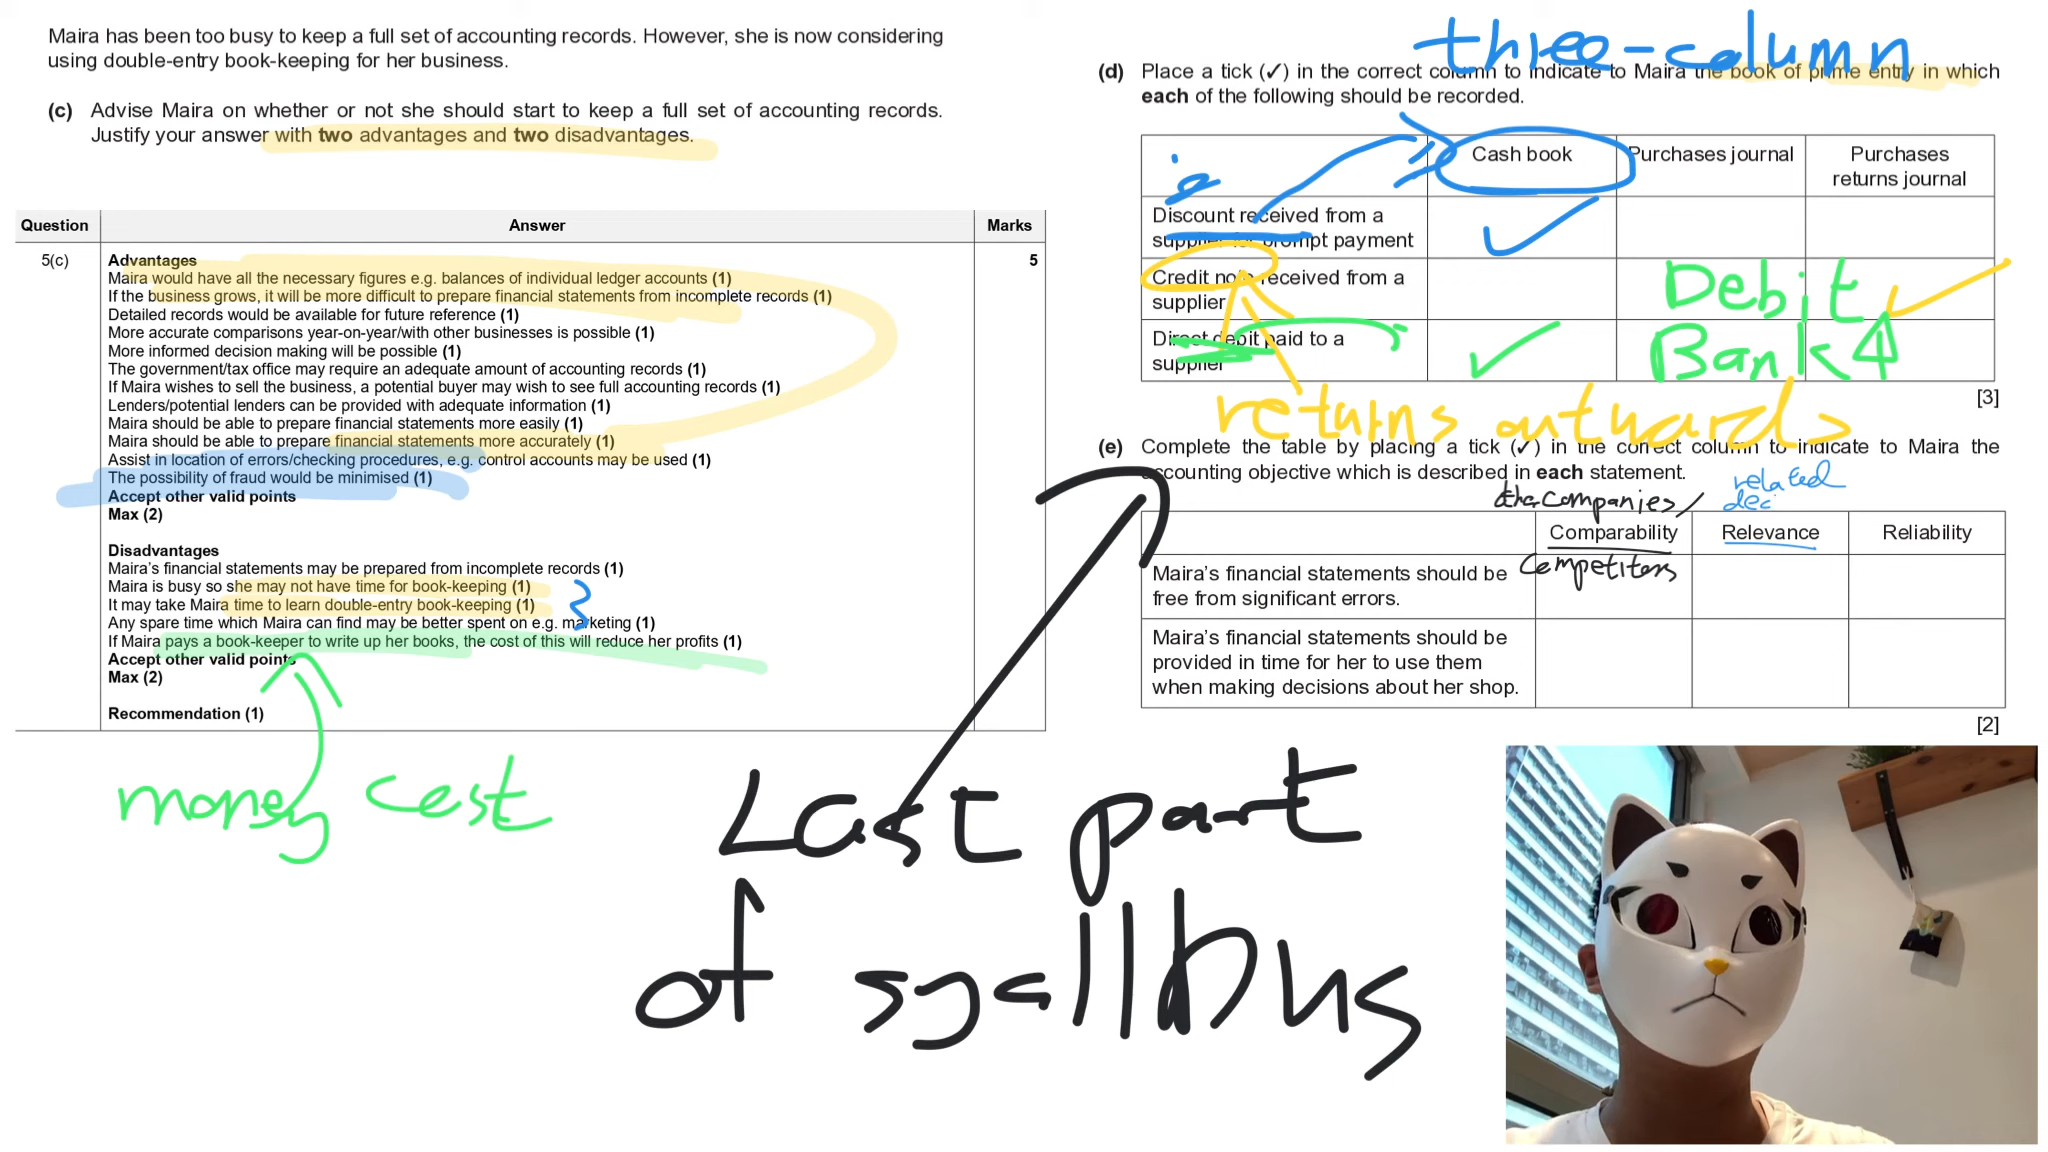 Maira has been too busy to keep a full set of accounting records. However, she is now considering
using double-entry book-keeping for her business.
(c) Advise Maira on whether or not she should start to keep a full set of accounting records.
Justify your answer with two advantages and two disadvantages.
Question Answer Marks
5(c) Advantages 5
Maira would have all the necessary figures e.g. balances of individual ledger accounts (1)
If the business grows, it will be more difficult to prepare financial statements from incomplete records (1)
Detailed records would be available for future reference (1)
More accurate comparisons year-on-year/with other businesses is possible (1)
More informed decision making will be possible (1)
The government/tax office may require an adequate amount of accounting records (1)
If Maira wishes to sell the business, a potential buyer may wish to see full accounting records (1)
Lenders/potential lenders can be provided with adequate information (1)
Maira should be able to prepare financial statements more easily (1)
Maira should be able to prepare financial statements more accurately (1)
Assist in location of errors/checking procedures, e.g. control accounts may be used (1)
The possibility of fraud would be minimised (1)
Accept other valid points
Max (2)
Disadvantages
Maira's financial statements may be prepared from incomplete records (1)
Maira is busy so she may not have time for book-keeping (1)
It may take Maira time to learn double-entry book-keeping (1)
Any spare time which Maira can find may be better spent on e.g. marketing (1)
If Maira pays a book-keeper to write up her books, the cost of this will reduce her profits (1)
Accept other valid points
Max (2)
Recommendation (1)
money cost
Last part
of syallbus
three-column
(d) Place a tick (✓) in the correct column to indicate to Maira the book of prime entry in which
each of the following should be recorded.
Cash book Purchases journal Purchases
returns journal
Discount received from a
supplier for prompt payment
Credit note received from a
supplier
Debit
Direct debit paid to a
supplier
Bank
[3]
returns outwards
(e) Complete the table by placing a tick (✓) in the correct column to indicate to Maira the
accounting objective which is described in each statement.
related
dec
companies/
Comparability Relevance Reliability
Competitors
Maira's financial statements should be
free from significant errors.
Maira's financial statements should be
provided in time for her to use them
when making decisions about her shop.
[2]